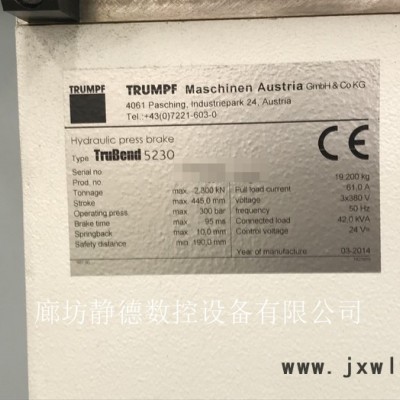 TRUMPF
TRUMPF Maschinen Austria GmbH & Co KG
4061 Pasching, Industriepark 24, Austria
Tel.:+43(0)7221-603-0
Hydraulic press brake
Type TruBend 5230
Serial no 19.200 kg
Prod. no Full load current 61.0 A
Tonnage max. 2,300 kN voltage 3x380 V
Stroke max. 445,0 mm frequency 50 Hz
Operating press max. 300 bar Connected load 42.0 kVA
Brake time max. 95 ms Control voltage 24 V
Springback max. 10,0 mm
Safety distance min. 190,0 mm Year of manufacture 03-2014
CE
廊坊静德数控设备有限公司
www.jxwl